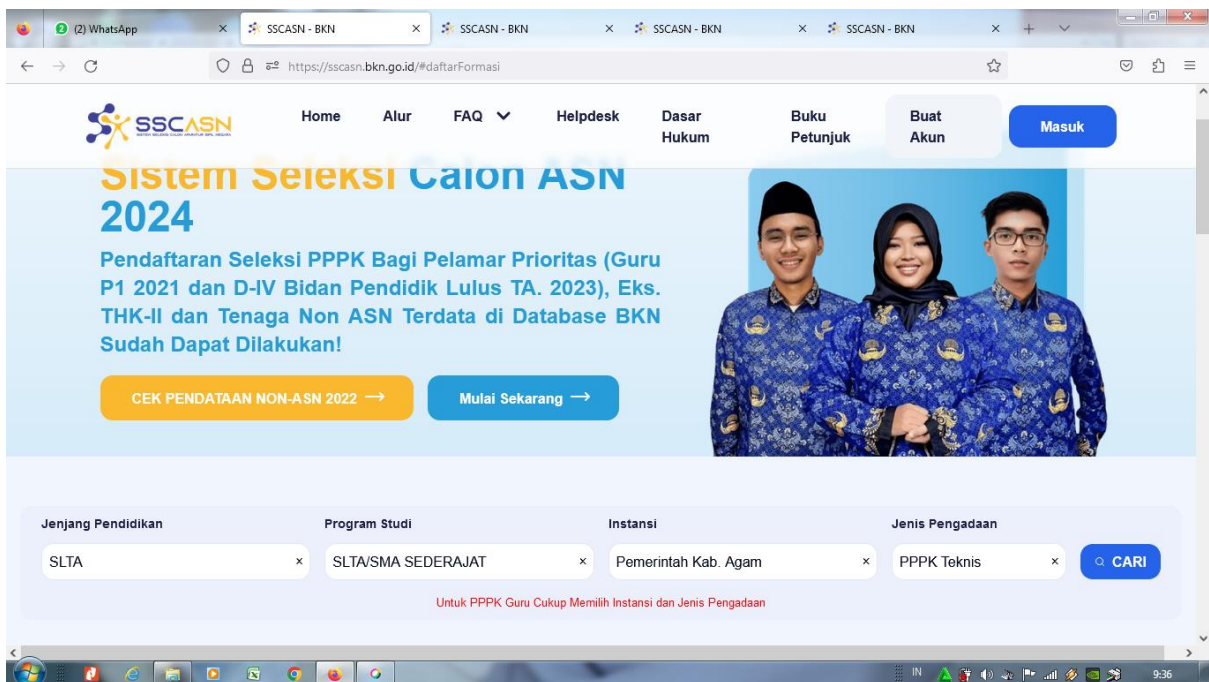 (2) WhatsApp
SSCASN - BKN
SSCASN - BKN
SSCASN - BKN
SSCASN - BKN
https://sscasn.bkn.go.id/#daftarFormasi
SSCASN
Home
Alur
FAQ
Helpdesk
Dasar
Hukum
Buku
Petunjuk
Buat
Akun
Masuk
Sistem Seleksi Calon ASN
2024
Pendaftaran Seleksi PPPK Bagi Pelamar Prioritas (Guru
P1 2021 dan D-IV Bidan Pendidik Lulus TA. 2023), Eks.
THK-II dan Tenaga Non ASN Terdata di Database BKN
Sudah Dapat Dilakukan!
CEK PENDATAAN NON-ASN 2022 →
Mulai Sekarang →
Jenjang Pendidikan
Program Studi
Instansi
Jenis Pengadaan
SLTA
SLTA/SMA SEDERAJAT
Pemerintah Kab. Agam
PPPK Teknis
CARI
Untuk PPPK Guru Cukup Memilih Instansi dan Jenis Pengadaan
IN
9:36